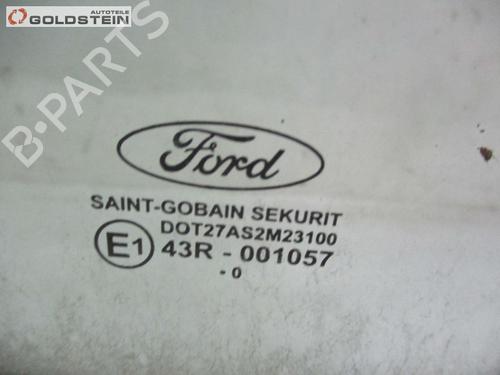 AUTOTEILE
GOLDSTEIN
B-PARTS
Ford
SAINT-GOBAIN SEKURIT
DOT27AS2M23100
E1 43R - 001057
- 0